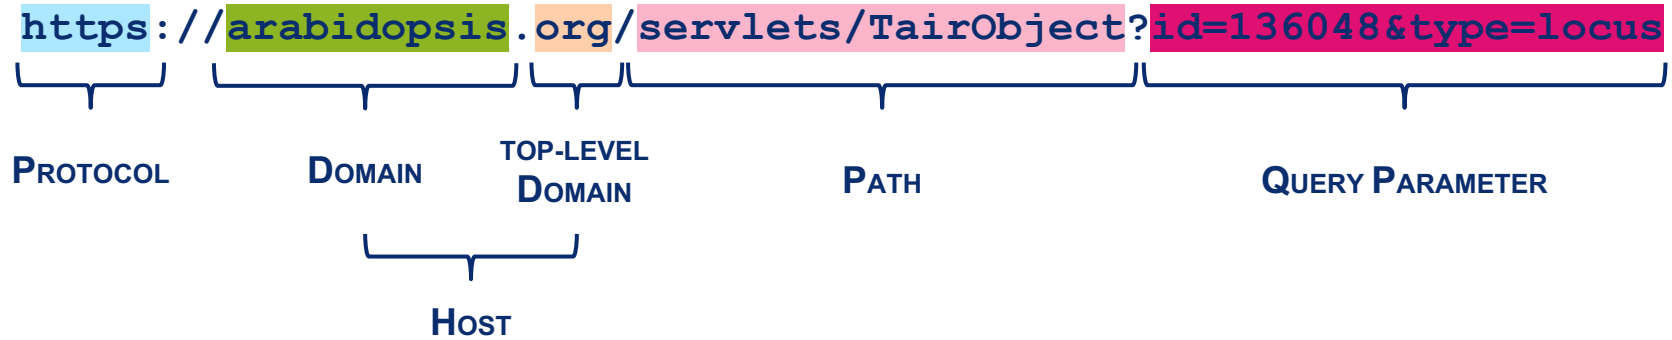 https://arabidopsis.org/servlets/TairObject?id=136048&type=locus
PROTOCOL
DOMAIN
TOP-LEVEL
DOMAIN
PATH
QUERY PARAMETER
HOST